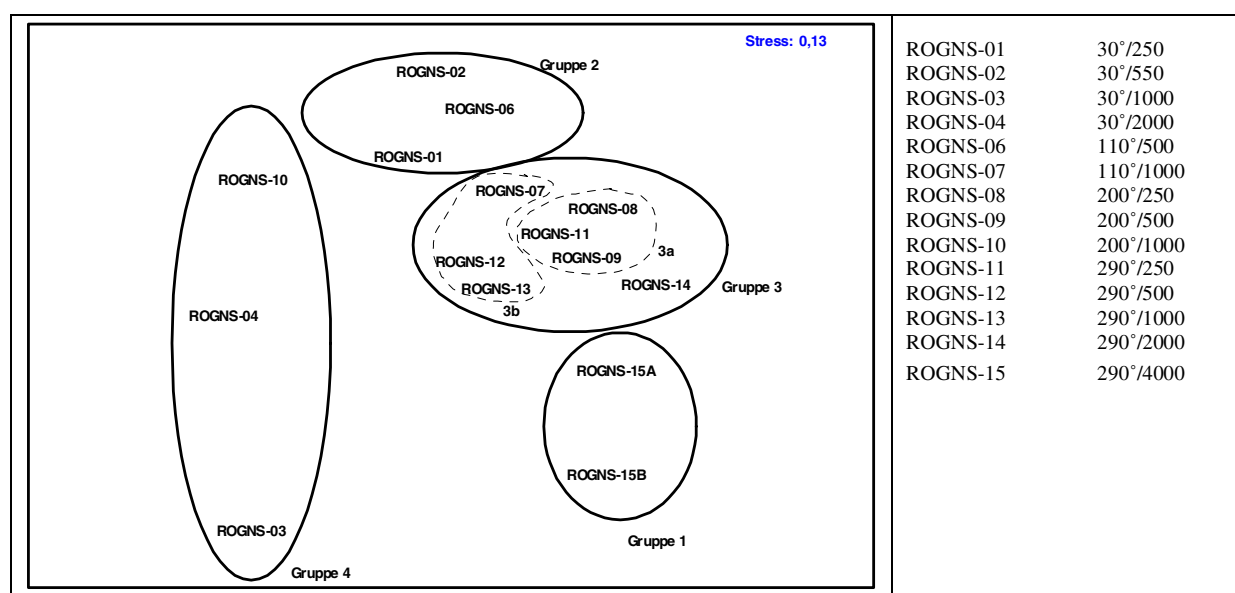 Stress: 0,13
Gruppe 2
ROGNS-02
ROGNS-06
ROGNS-01
ROGNS-10
ROGNS-07
ROGNS-08
ROGNS-11
3a
ROGNS-09
ROGNS-12
ROGNS-14
Gruppe 3
ROGNS-13
3b
ROGNS-04
ROGNS-15A
ROGNS-15B
ROGNS-03
Gruppe 1
Gruppe 4
ROGNS-01 30˚/250
ROGNS-02 30˚/550
ROGNS-03 30˚/1000
ROGNS-04 30˚/2000
ROGNS-06 110˚/500
ROGNS-07 110˚/1000
ROGNS-08 200˚/250
ROGNS-09 200˚/500
ROGNS-10 200˚/1000
ROGNS-11 290˚/250
ROGNS-12 290˚/500
ROGNS-13 290˚/1000
ROGNS-14 290˚/2000
ROGNS-15 290˚/4000